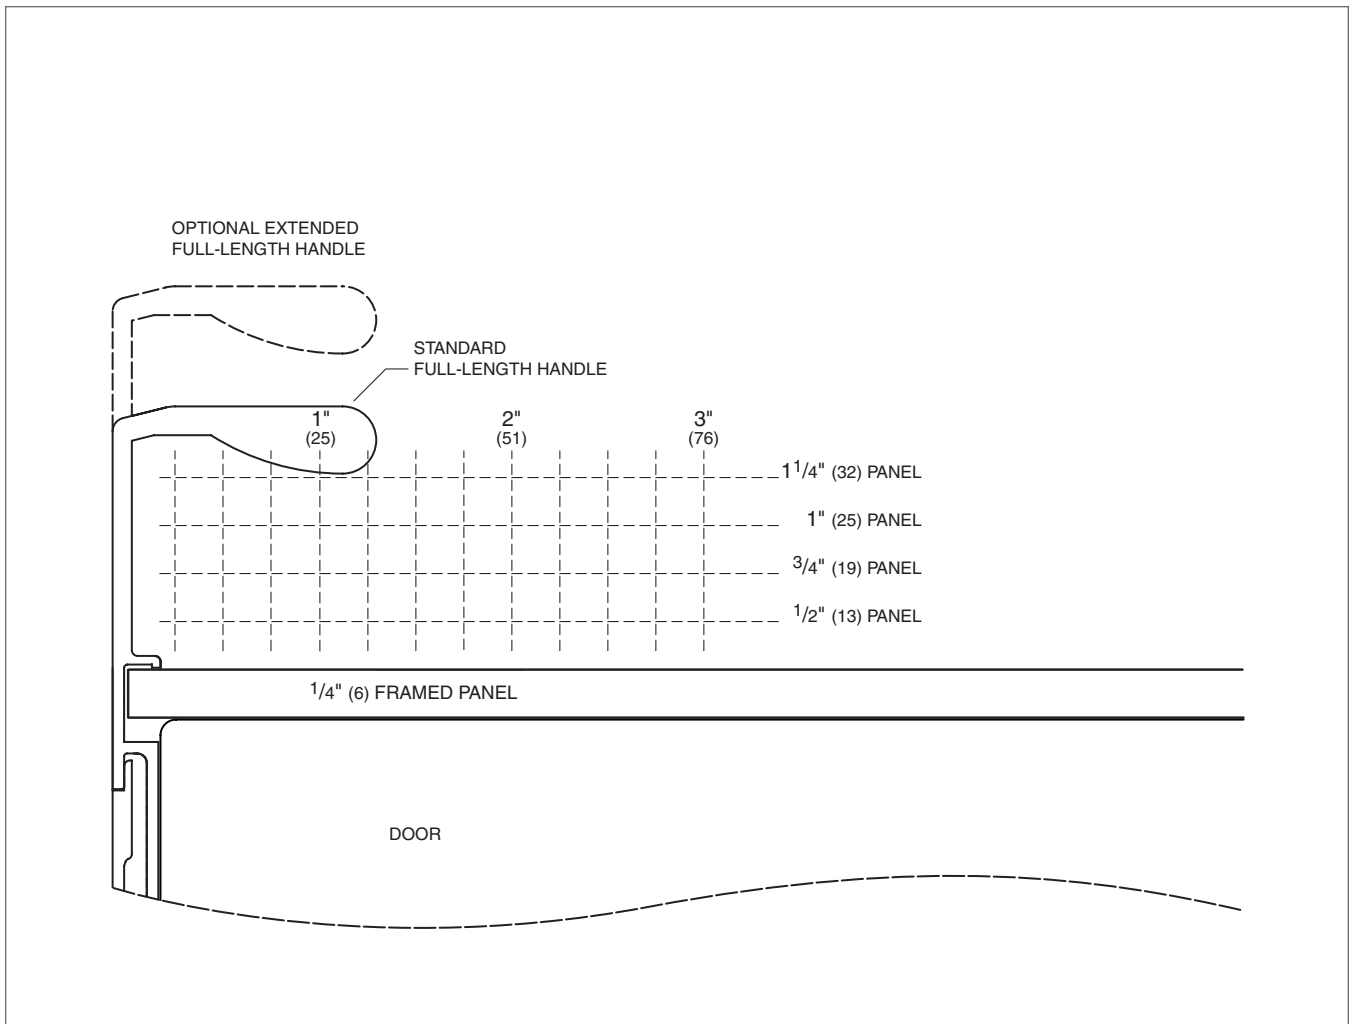 OPTIONAL EXTENDED
FULL-LENGTH HANDLE
STANDARD
FULL-LENGTH HANDLE
1" 2" 3"
(25) (51) (76)
1 1/4" (32) PANEL
1" (25) PANEL
3/4" (19) PANEL
1/2" (13) PANEL
1/4" (6) FRAMED PANEL
DOOR